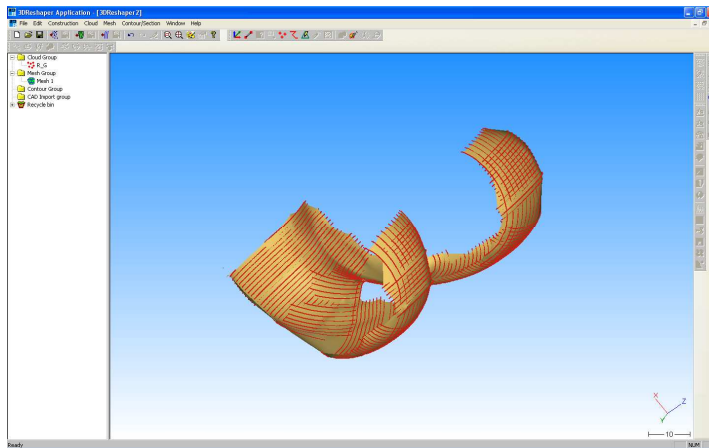 3DReshaper Application - [3DReshaper2]
File Edit Construction Cloud Mesh Contour/Section Window Help
Cloud Group
R_G
Mesh Group
Mesh 1
Contour Group
CAD Import group
Recycle bin
X
Z
Y
10
Ready
NUM